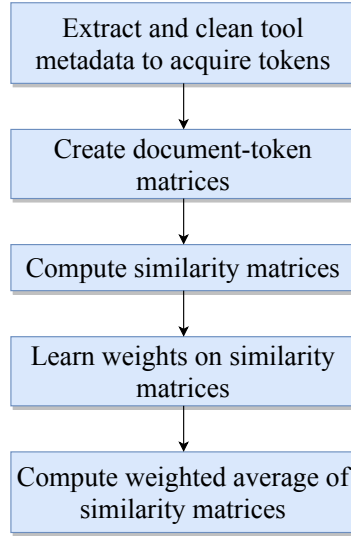 Extract and clean tool
metadata to acquire tokens
Create document-token
matrices
Compute similarity matrices
Learn weights on similarity
matrices
Compute weighted average of
similarity matrices